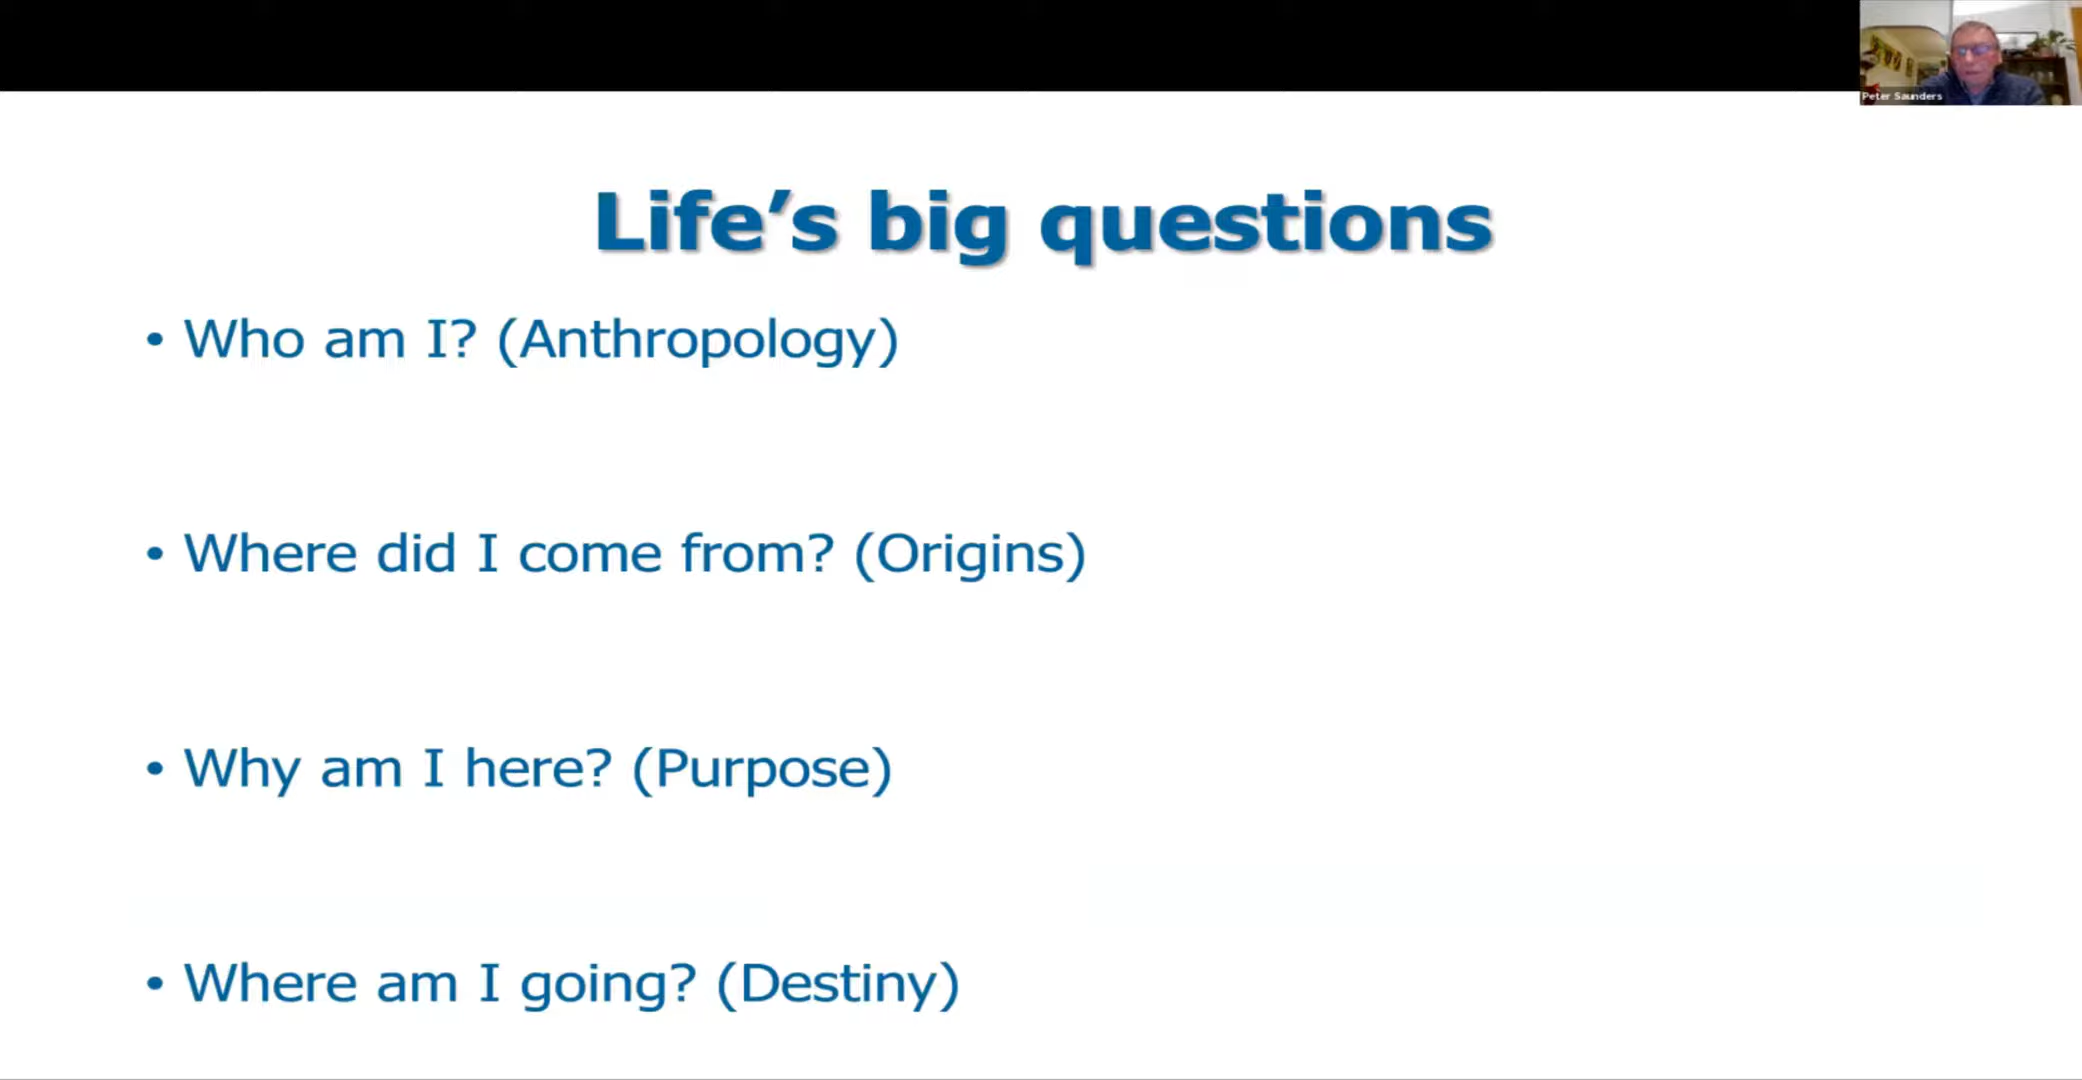 Peter Saunders
Life’s big questions
• Who am I? (Anthropology)
• Where did I come from? (Origins)
• Why am I here? (Purpose)
• Where am I going? (Destiny)